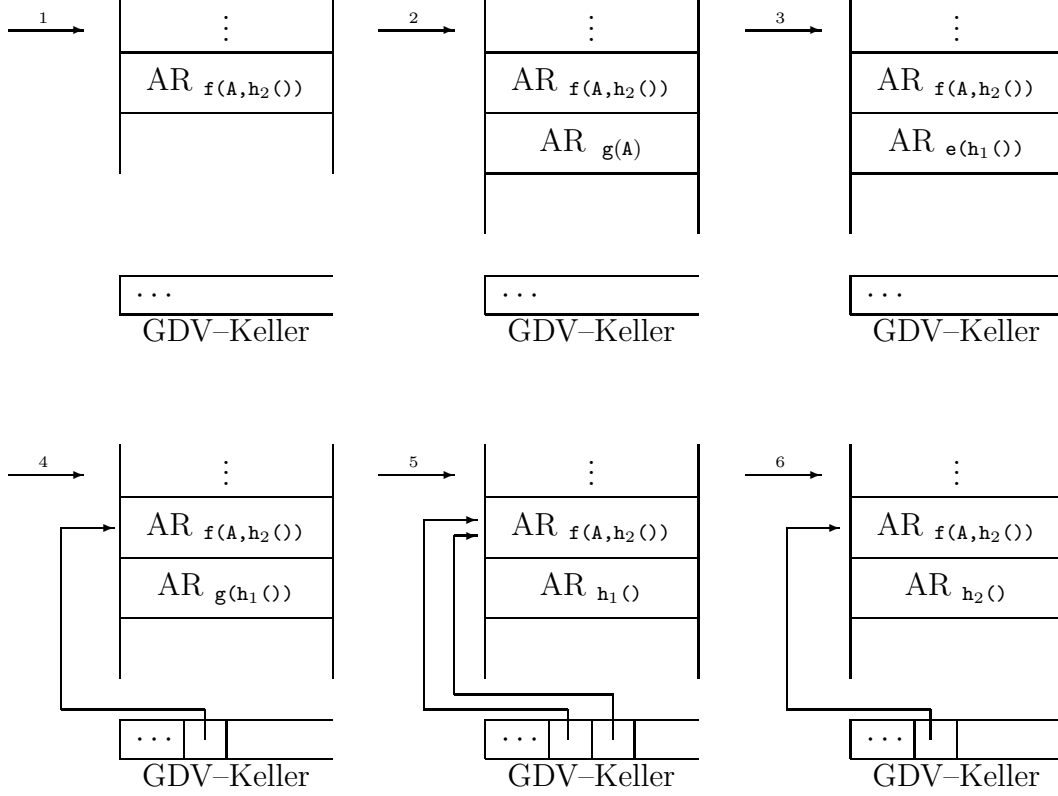 1 2 3
⋮ ⋮ ⋮
AR f(A,h₂()) AR f(A,h₂()) AR f(A,h₂())
AR g(A) AR e(h₁())
··· ··· ···
GDV–Keller GDV–Keller GDV–Keller
4 5 6
⋮ ⋮ ⋮
AR f(A,h₂()) AR f(A,h₂()) AR f(A,h₂())
AR g(h₁()) AR h₁() AR h₂()
··· ··· ···
GDV–Keller GDV–Keller GDV–Keller